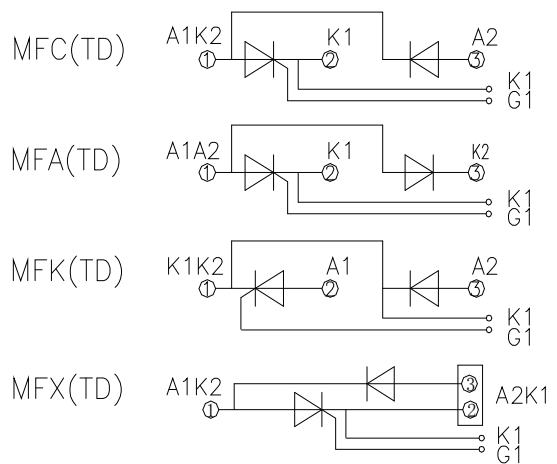 MFC(TD) A1K2 K1 A2
① ② ③
K1
G1
MFA(TD) A1A2 K1 K2
① ② ③
K1
G1
MFK(TD) K1K2 A1 A2
① ② ③
K1
G1
MFX(TD) A1K2 ③ A2K1
① ②
K1
G1